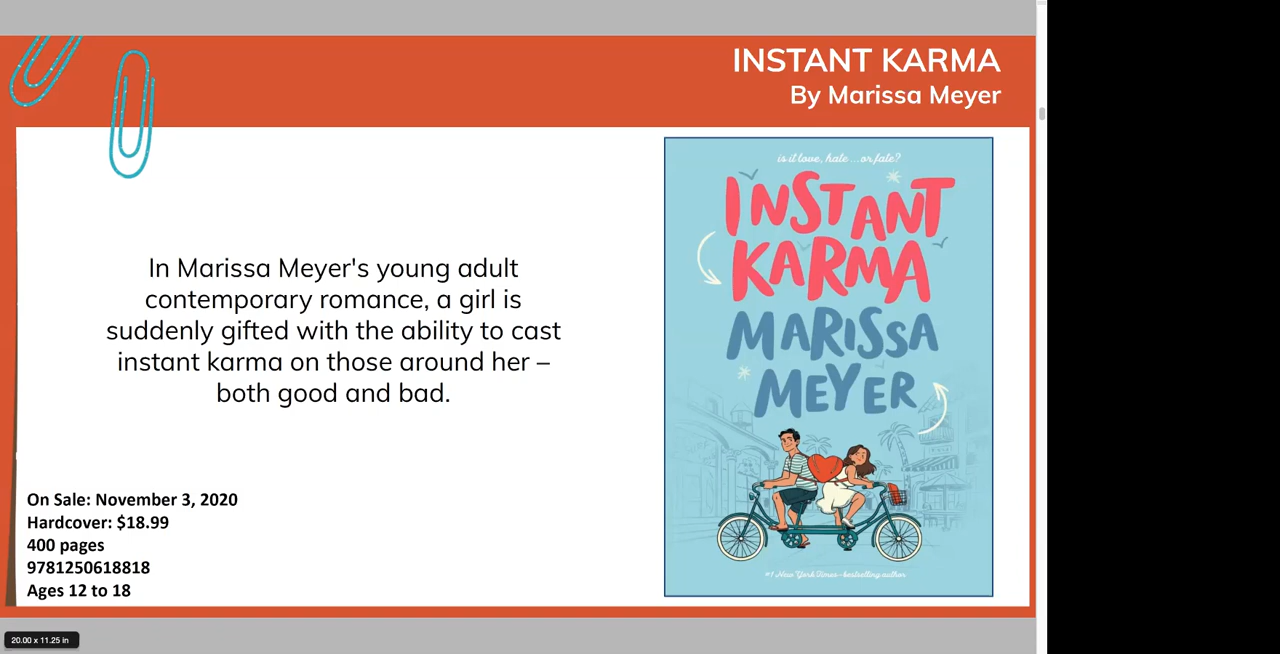 INSTANT KARMA
By Marissa Meyer
In Marissa Meyer's young adult
contemporary romance, a girl is
suddenly gifted with the ability to cast
instant karma on those around her –
both good and bad.
On Sale: November 3, 2020
Hardcover: $18.99
400 pages
9781250618818
Ages 12 to 18
is it love, hate ... or fate?
INSTANT
KARMA
MARISSA
MEYER
#1 New York Times–bestselling author
20.00 x 11.25 in